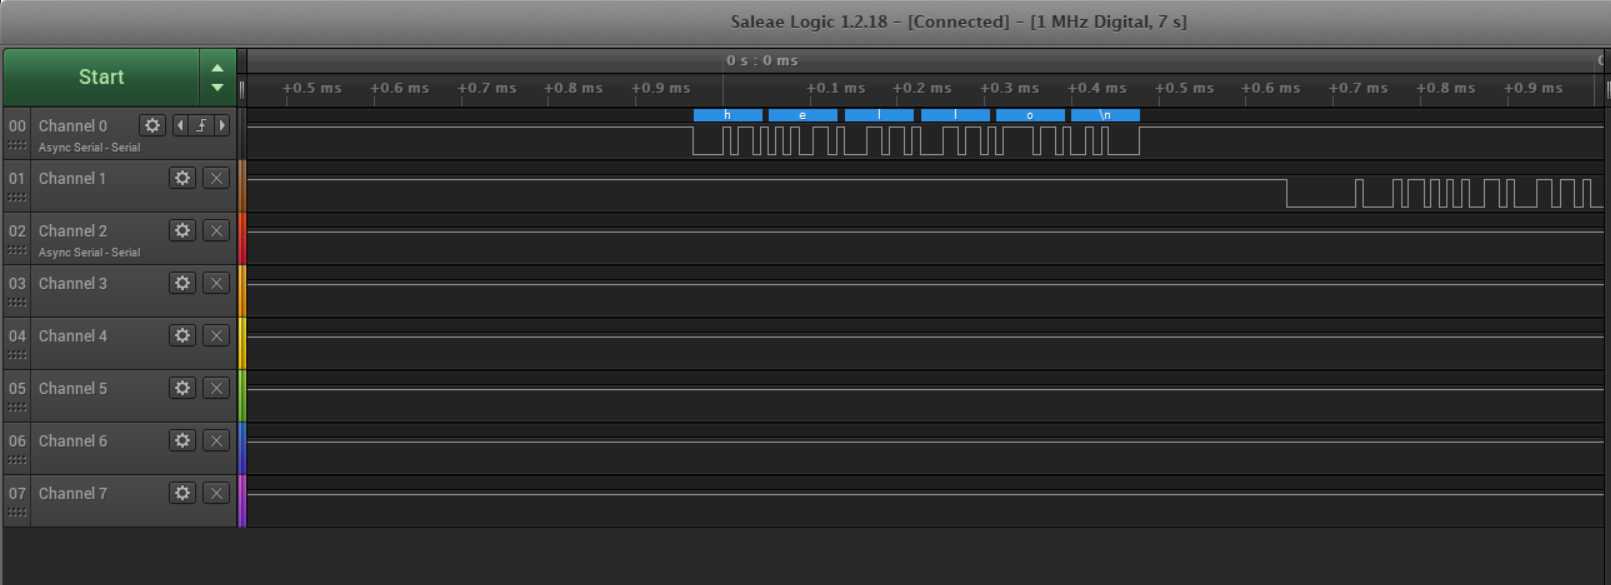 Saleae Logic 1.2.18 - [Connected] - [1 MHz Digital, 7 s]
Start
0 s : 0 ms
+0.5 ms +0.6 ms +0.7 ms +0.8 ms +0.9 ms +0.1 ms +0.2 ms +0.3 ms +0.4 ms +0.5 ms +0.6 ms +0.7 ms +0.8 ms +0.9 ms
h e l l o \n
00 Channel 0
Async Serial - Serial
01 Channel 1
02 Channel 2
Async Serial - Serial
03 Channel 3
04 Channel 4
05 Channel 5
06 Channel 6
07 Channel 7